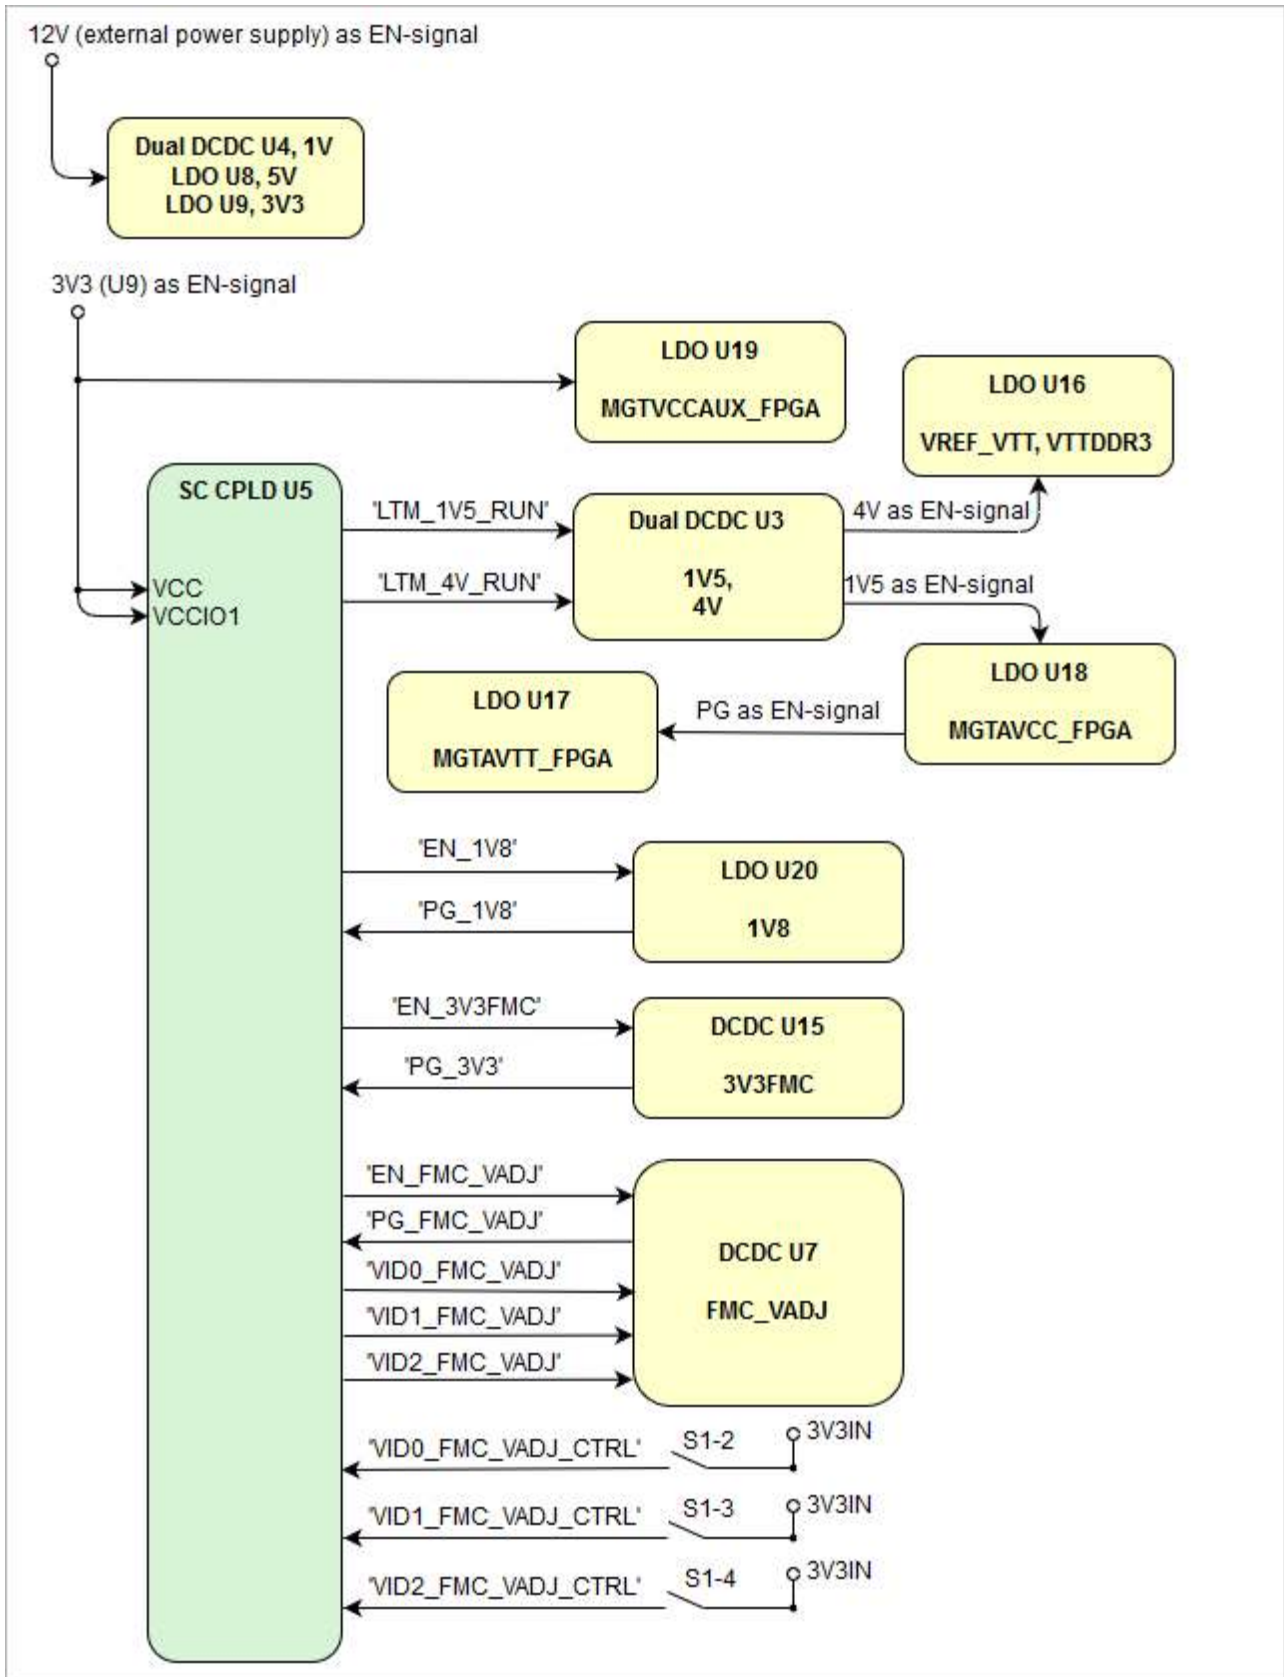 12V (external power supply) as EN-signal
Dual DCDC U4, 1V
LDO U8, 5V
LDO U9, 3V3
3V3 (U9) as EN-signal
LDO U19
MGTVCCAUX_FPGA
LDO U16
VREF_VTT, VTTDDR3
SC CPLD U5
'LTM_1V5_RUN'
Dual DCDC U3
4V as EN-signal
'LTM_4V_RUN'
1V5,
4V
1V5 as EN-signal
VCC
VCCIO1
LDO U18
MGTAVCC_FPGA
LDO U17
PG as EN-signal
MGTAVTT_FPGA
'EN_1V8'
LDO U20
'PG_1V8'
1V8
'EN_3V3FMC'
DCDC U15
'PG_3V3'
3V3FMC
'EN_FMC_VADJ'
'PG_FMC_VADJ'
DCDC U7
'VID0_FMC_VADJ'
FMC_VADJ
'VID1_FMC_VADJ'
'VID2_FMC_VADJ'
'VID0_FMC_VADJ_CTRL' S1-2 3V3IN
'VID1_FMC_VADJ_CTRL' S1-3 3V3IN
'VID2_FMC_VADJ_CTRL' S1-4 3V3IN